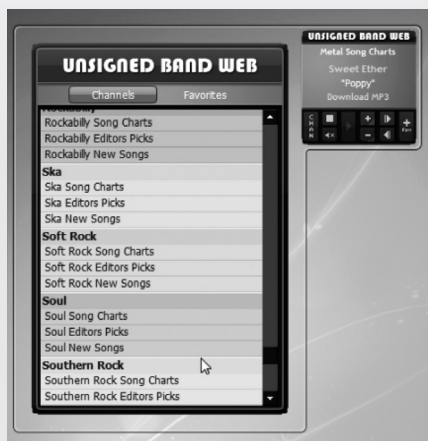 UNSIGNED BAND WEB
Channels Favorites
Rockabilly
Rockabilly Song Charts
Rockabilly Editors Picks
Rockabilly New Songs
Ska
Ska Song Charts
Ska Editors Picks
Ska New Songs
Soft Rock
Soft Rock Song Charts
Soft Rock Editors Picks
Soft Rock New Songs
Soul
Soul Song Charts
Soul Editors Picks
Soul New Songs
Southern Rock
Southern Rock Song Charts
Southern Rock Editors Picks
UNSIGNED BAND WEB
Metal Song Charts
Sweet Ether
"Poppy"
Download MP3
CHAN
Fave